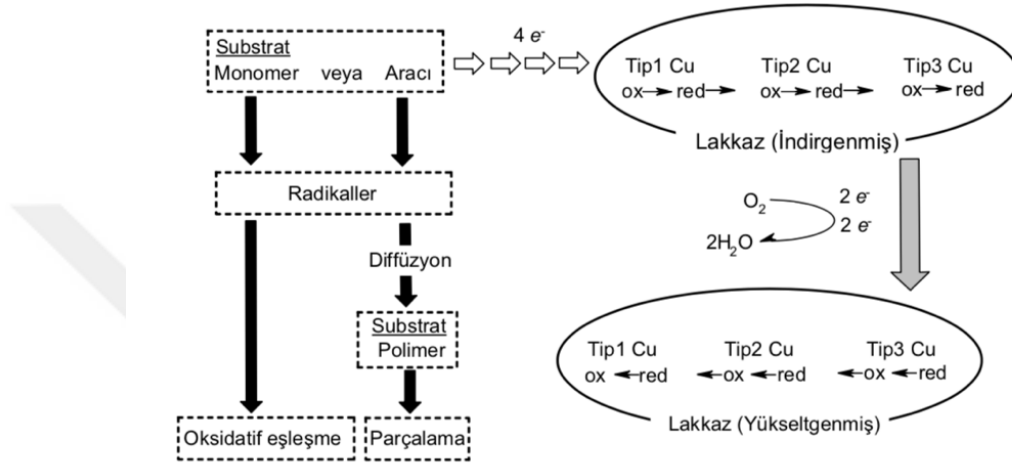 Substrat
Monomer veya Aracı
4 e⁻
Tip1 Cu Tip2 Cu Tip3 Cu
ox→red→ ox→red→ ox→red
Lakkaz (İndirgenmiş)
Radikaller
O₂ 2 e⁻
2 e⁻
2H₂O
Diffüzyon
Substrat
Polimer
Tip1 Cu Tip2 Cu Tip3 Cu
ox ←red ←ox ←red ←ox ←red
Lakkaz (Yükseltgenmiş)
Oksidatif eşleşme
Parçalama